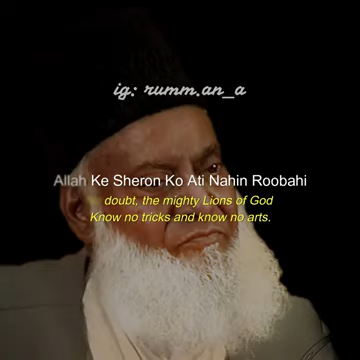 ig: rumm.an_a
Allah Ke Sheron Ko Ati Nahin Roobahi
doubt, the mighty Lions of God
Know no tricks and know no arts.